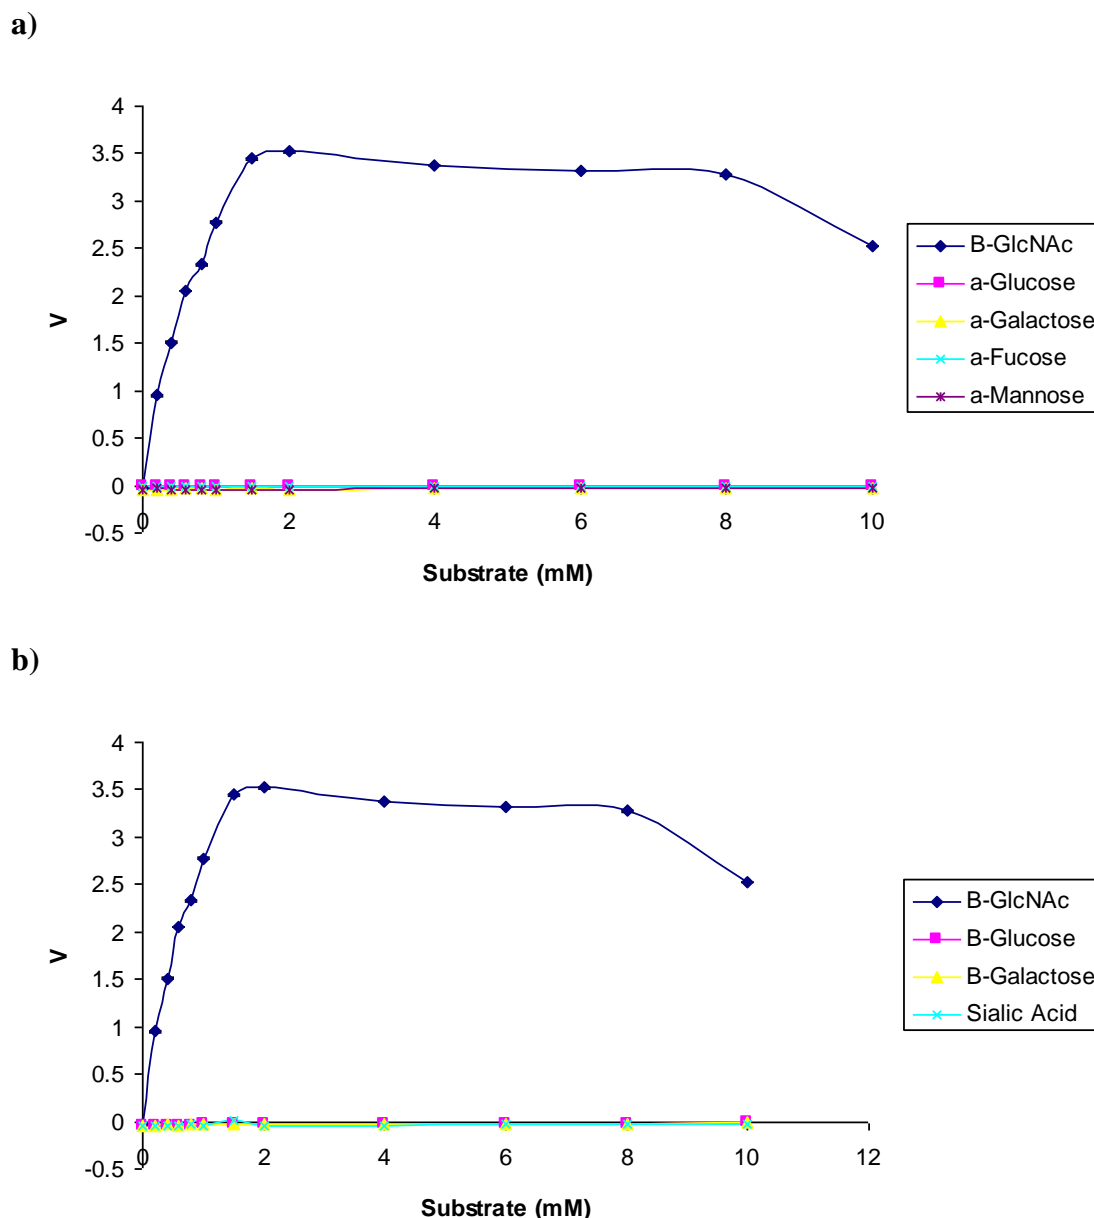 a)
4
3.5
3
2.5
2
1.5
1
0.5
0
-0.5
V
0 2 4 6 8 10
Substrate (mM)
B-GlcNAc
a-Glucose
a-Galactose
a-Fucose
a-Mannose
b)
4
3.5
3
2.5
2
1.5
1
0.5
0
-0.5
V
0 2 4 6 8 10 12
Substrate (mM)
B-GlcNAc
B-Glucose
B-Galactose
Sialic Acid